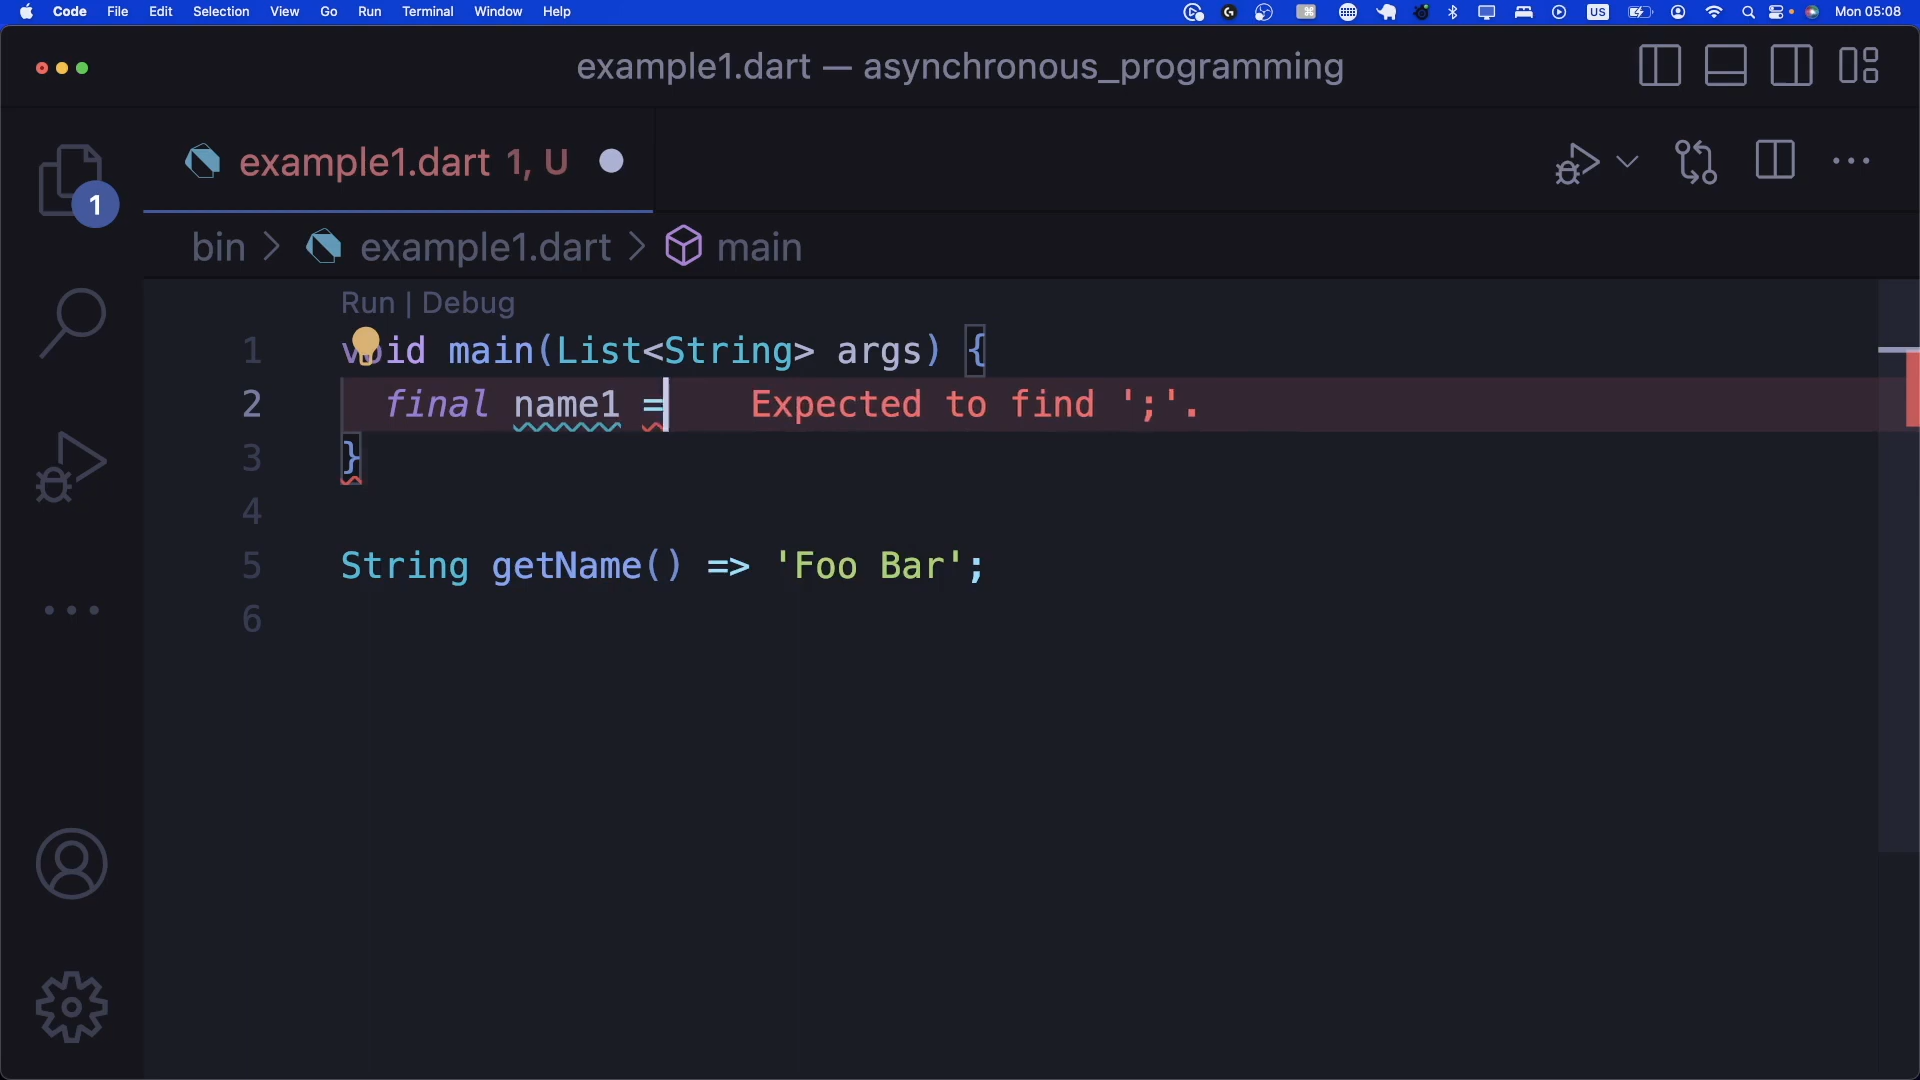 Code File Edit Selection View Go Run Terminal Window Help US Mon 05:08
example1.dart — asynchronous_programming
example1.dart 1, U
1
bin > example1.dart > main
Run | Debug
1 void main(List<String> args) {
2 final name1 = Expected to find ';'.
3 }
4
5 String getName() => 'Foo Bar';
6